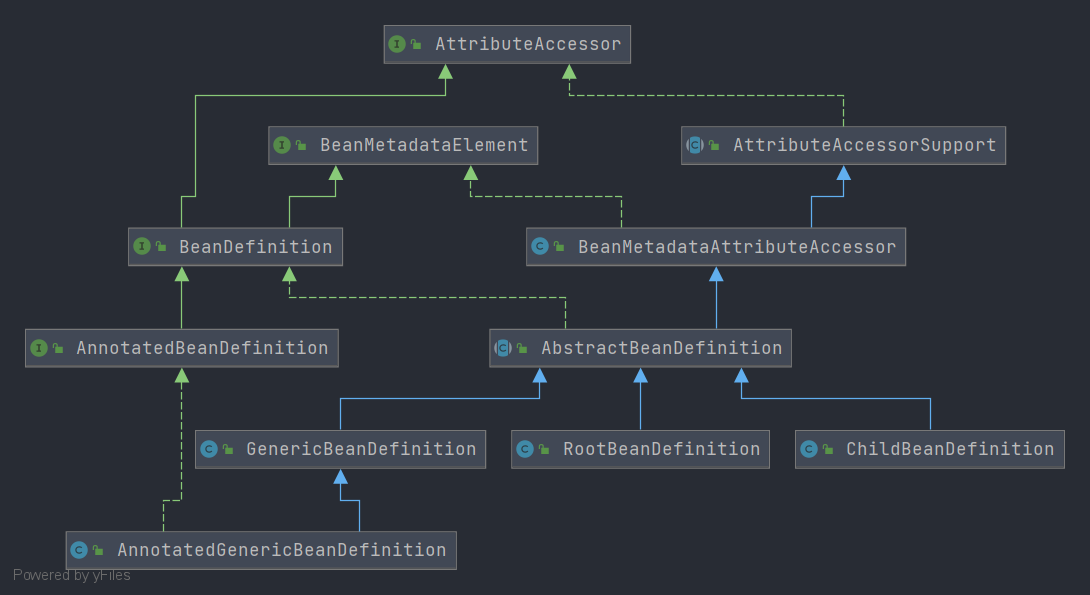 AttributeAccessor
BeanMetadataElement
AttributeAccessorSupport
BeanDefinition
BeanMetadataAttributeAccessor
AnnotatedBeanDefinition
AbstractBeanDefinition
GenericBeanDefinition
RootBeanDefinition
ChildBeanDefinition
AnnotatedGenericBeanDefinition
Powered by yFiles